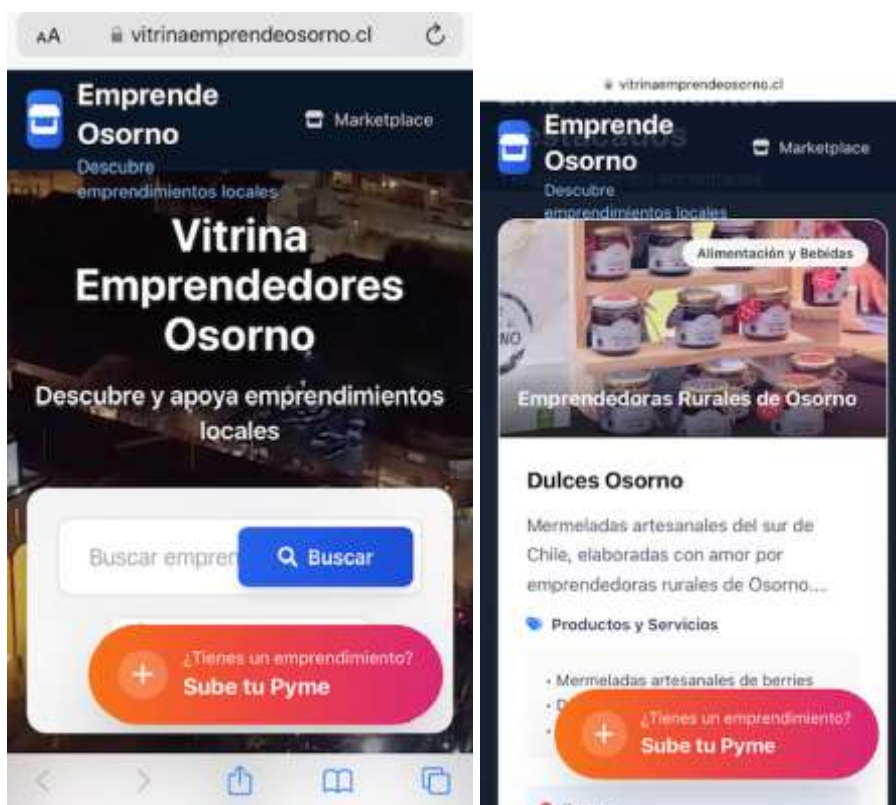 AA vitrinaemprendeosorno.cl
Emprende
Osorno
Marketplace
Descubre
emprendimientos locales
Vitrina
Emprendedores
Osorno
Descubre y apoya emprendimientos
locales
Buscar empren
Buscar
¿Tienes un emprendimiento?
Sube tu Pyme
vitrinaemprendeosorno.cl
Emprende
Osorno
Marketplace
Descubre
emprendimientos locales
Alimentación y Bebidas
Emprendedoras Rurales de Osorno
Dulces Osorno
Mermeladas artesanales del sur de
Chile, elaboradas con amor por
emprendedoras rurales de Osorno....
Productos y Servicios
• Mermeladas artesanales de berries
¿Tienes un emprendimiento?
Sube tu Pyme